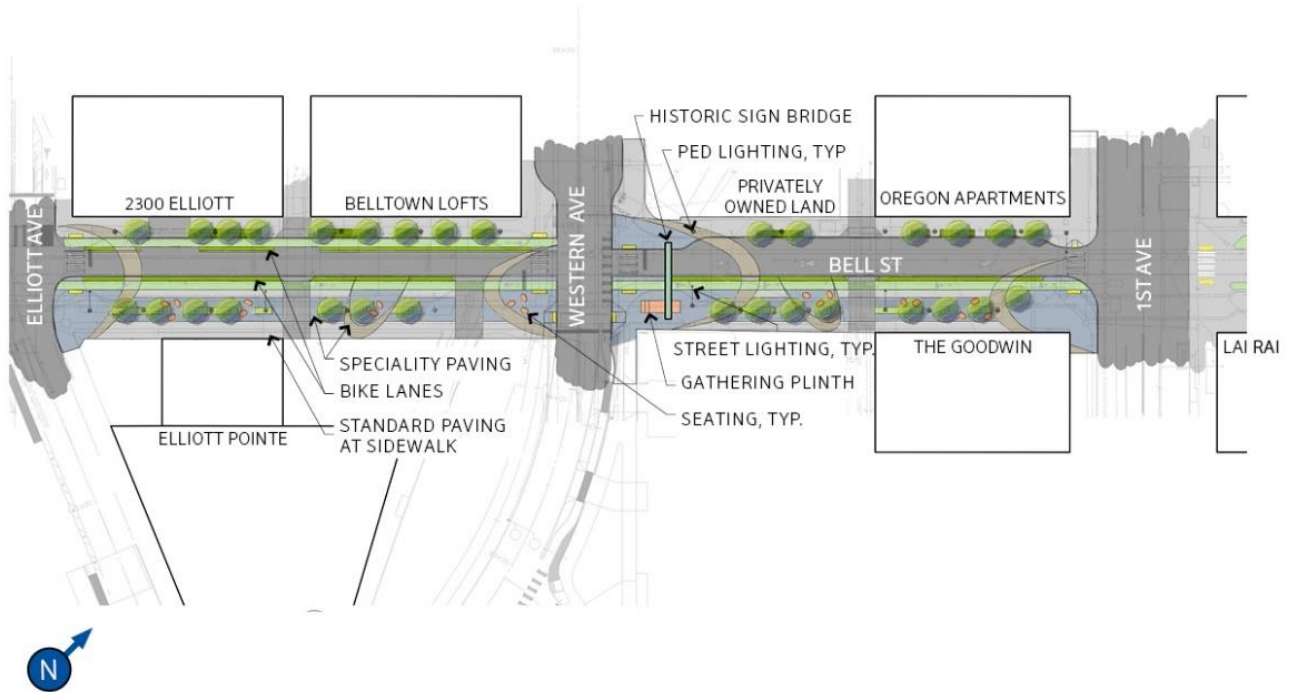 HISTORIC SIGN BRIDGE
PED LIGHTING, TYP
PRIVATELY
OWNED LAND
2300 ELLIOTT
BELLTOWN LOFTS
OREGON APARTMENTS
ELLIOTT AVE
WESTERN AVE
BELL ST
1ST AVE
STREET LIGHTING, TYP.
THE GOODWIN
LAI RAI
SPECIALITY PAVING
BIKE LANES
GATHERING PLINTH
STANDARD PAVING
AT SIDEWALK
SEATING, TYP.
ELLIOTT POINTE
N